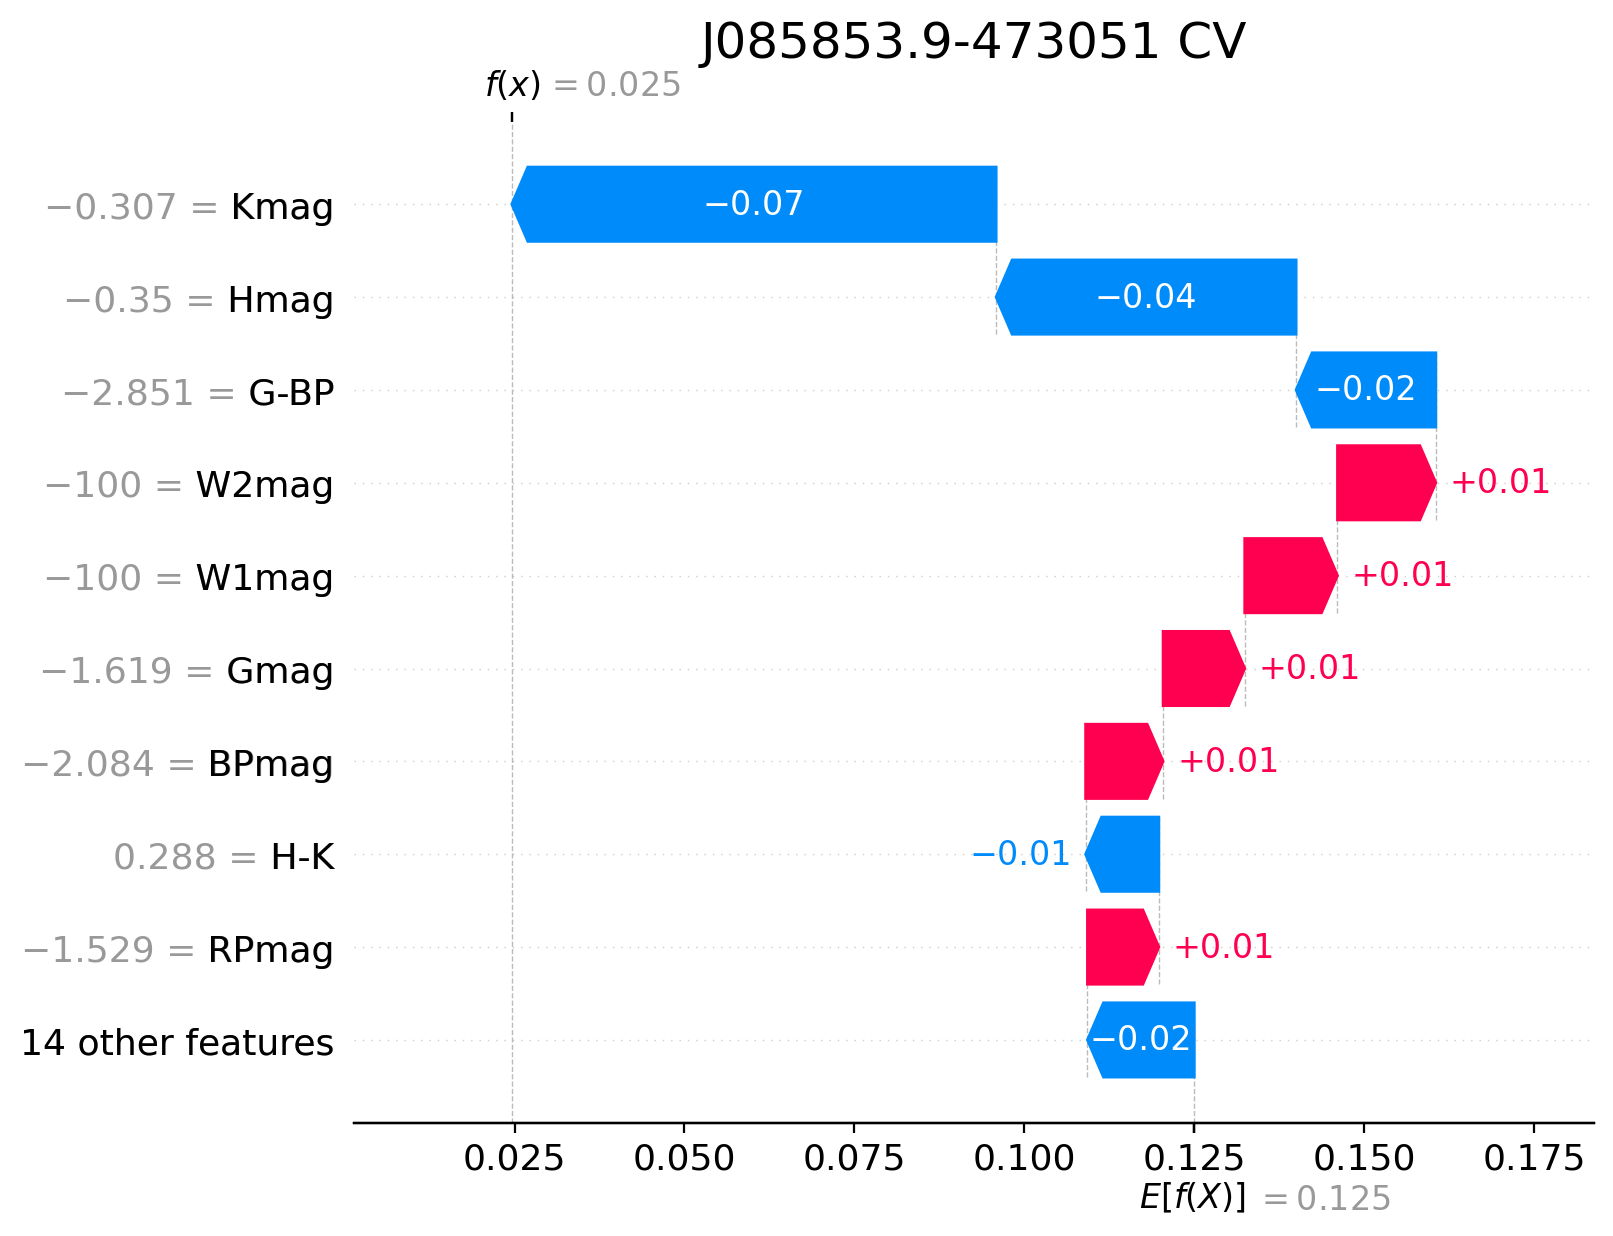 J085853.9-473051 CV
f(x) = 0.025
−0.307 = Kmag
−0.07
−0.35 = Hmag
−0.04
−2.851 = G-BP
−0.02
−100 = W2mag
+0.01
−100 = W1mag
+0.01
−1.619 = Gmag
+0.01
−2.084 = BPmag
+0.01
0.288 = H-K
−0.01
−1.529 = RPmag
+0.01
14 other features
−0.02
0.025 0.050 0.075 0.100 0.125 0.150 0.175
E[f(X)] = 0.125